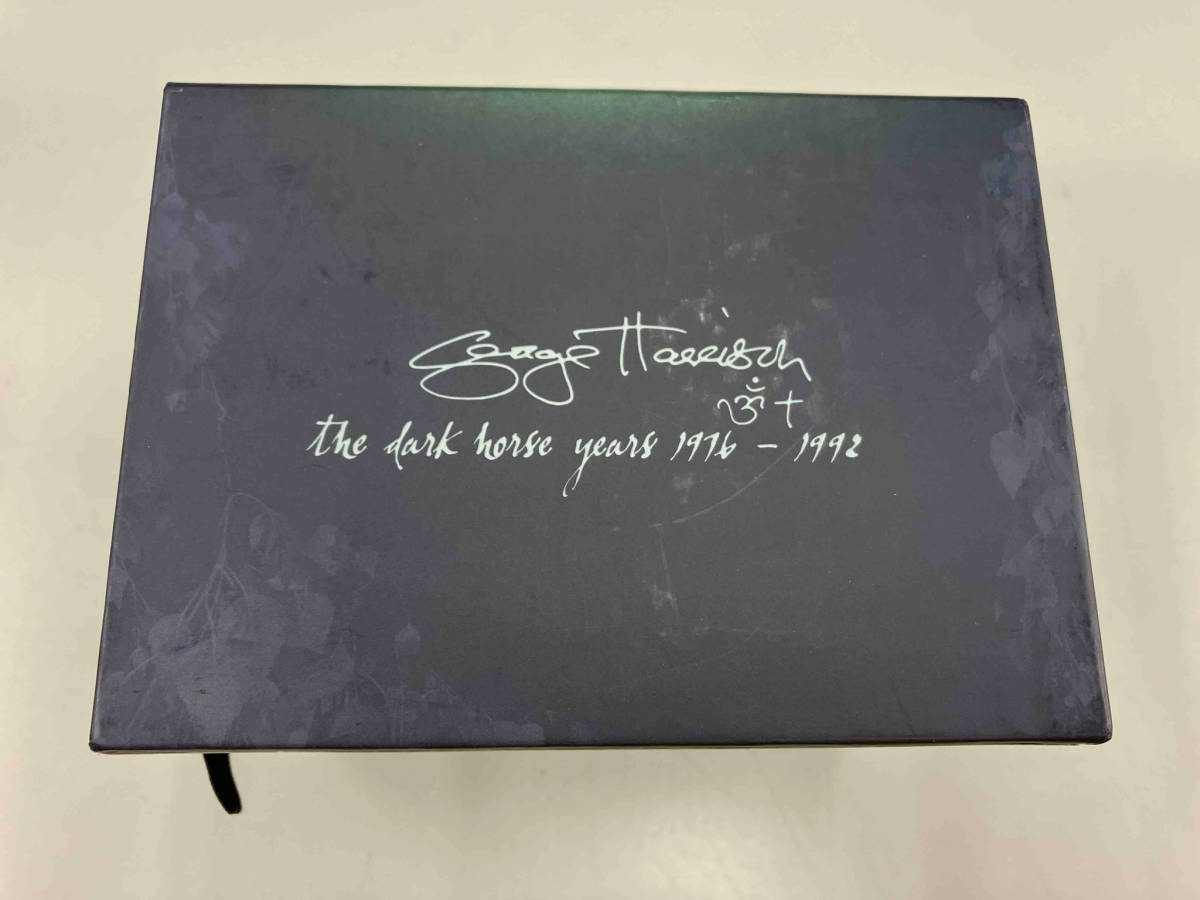 George Harrison
ॐ †
the dark horse years 1976 - 1992